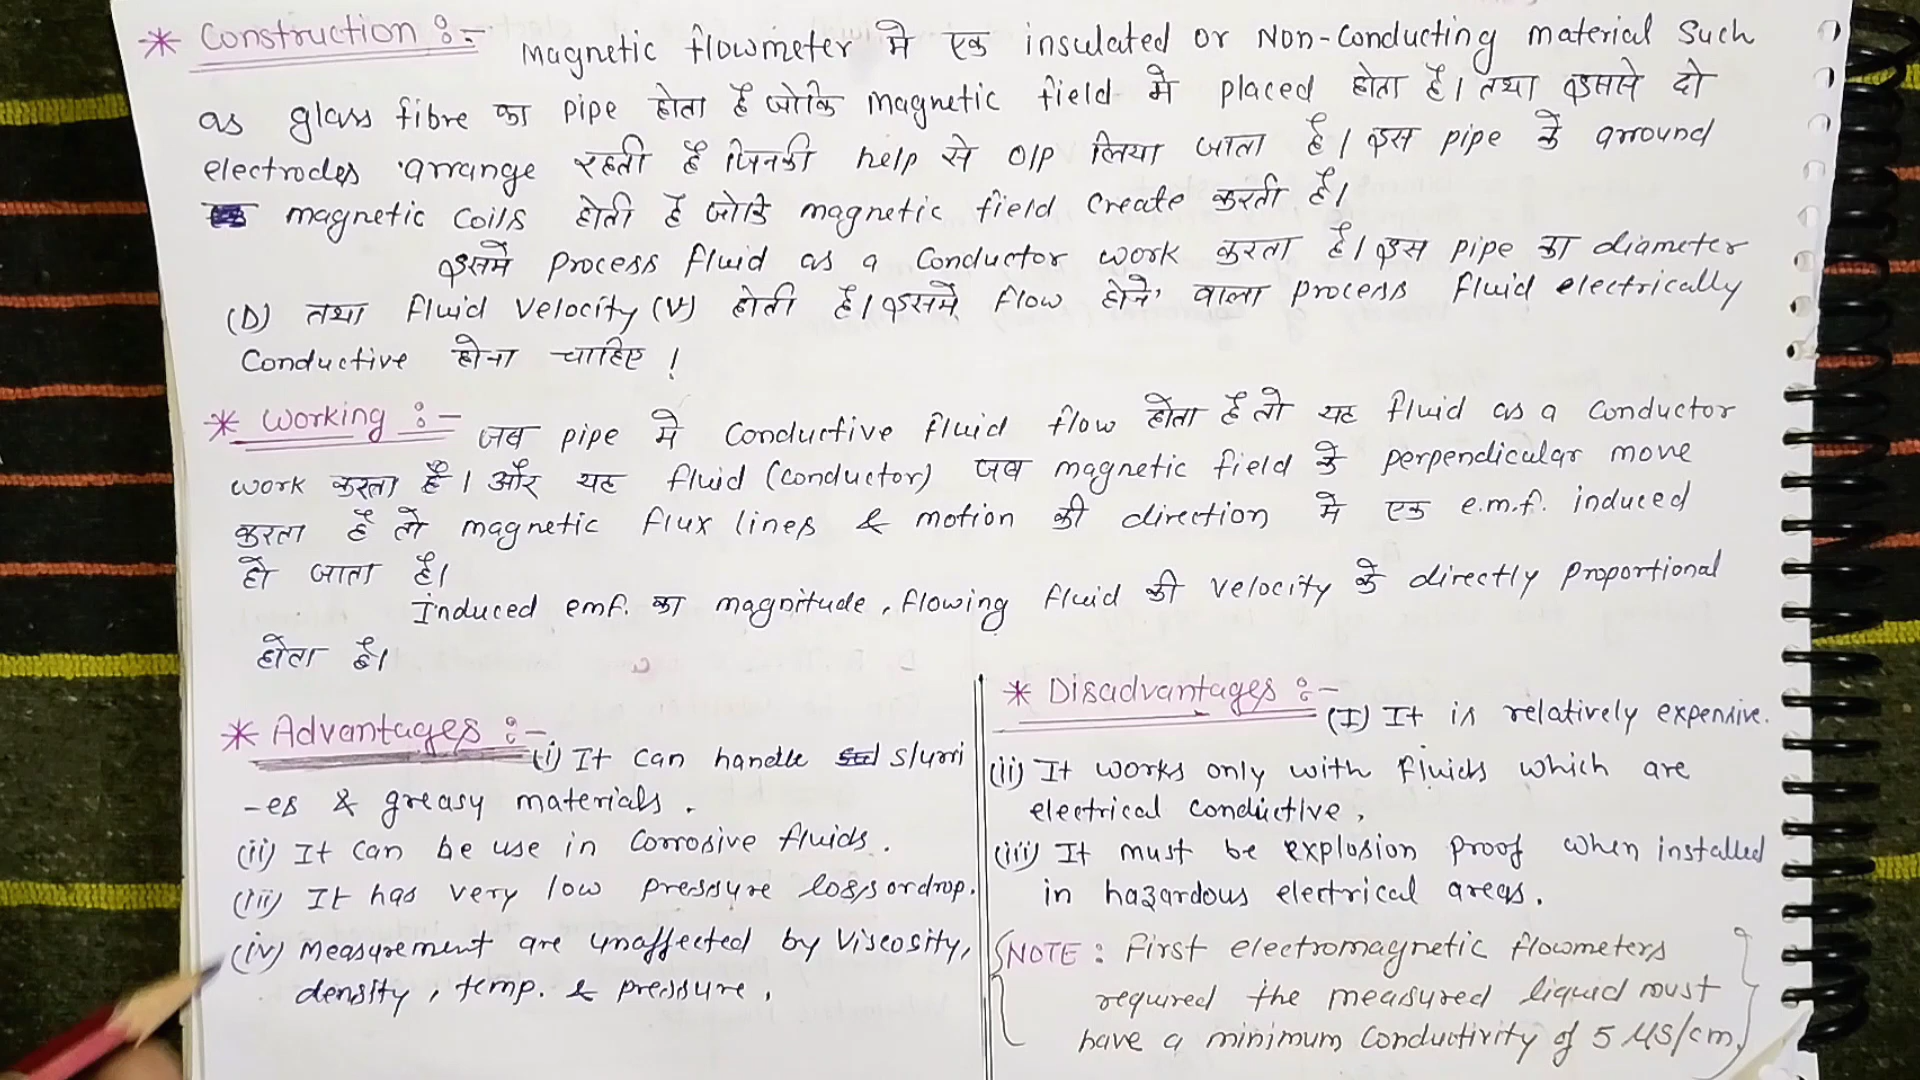 * Construction :- Magnetic flowmeter मे एक insulated or Non-Conducting material Such
as glass fibre का pipe होता है जोकि magnetic field मे placed होता है। तथा इससे दो
electrodes arrange रहती है जिनकी help से O/P लिया जाता है। इस pipe के arround
magnetic coils होती है जोकि magnetic field create करती है।
इसमें process fluid as a conductor work करता है। इस pipe का diameter
(D) तथा fluid velocity (V) होती है। इसमें flow होने वाला process fluid electrically
Conductive होना चाहिए !
* Working :- जब pipe मे conductive fluid flow होता है तो यह fluid as a conductor
work करता है। और यह fluid (conductor) जब magnetic field के perpendicular move
करता है तो magnetic flux lines & motion की direction मे एक e.m.f. induced
हो जाता है।
Induced emf. का magnitude, flowing fluid की velocity के directly proportional
होता है।
* Advantages :- (i) It can handle slurri
-es & greasy materials.
(ii) It can be use in corrosive fluids.
(iii) It has very low pressure loss or drop.
(iv) measurement are unaffected by viscosity,
density, temp. & pressure.
* Disadvantages :- (I) It is relatively expensive.
(ii) It works only with fluids which are
electrical conductive.
(iii) It must be explosion proof when installed
in hazardous electrical areas.
NOTE : First electromagnetic flowmeters
required the measured liquid must
have a minimum conductivity of 5 μS/cm.